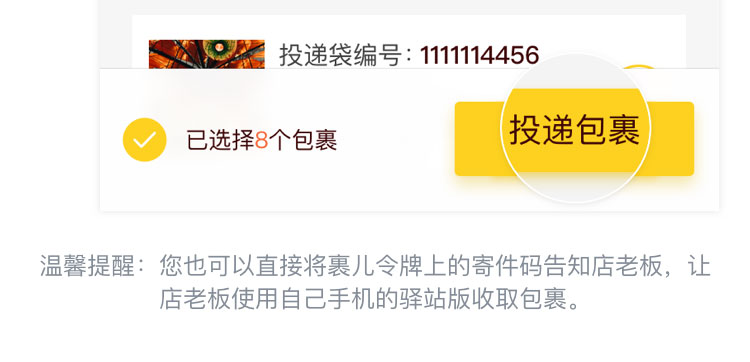 投递袋编号：1111114456
已选择8个包裹
投递包裹
温馨提醒：您也可以直接将裹儿令牌上的寄件码告知店老板，让
店老板使用自己手机的驿站版收取包裹。